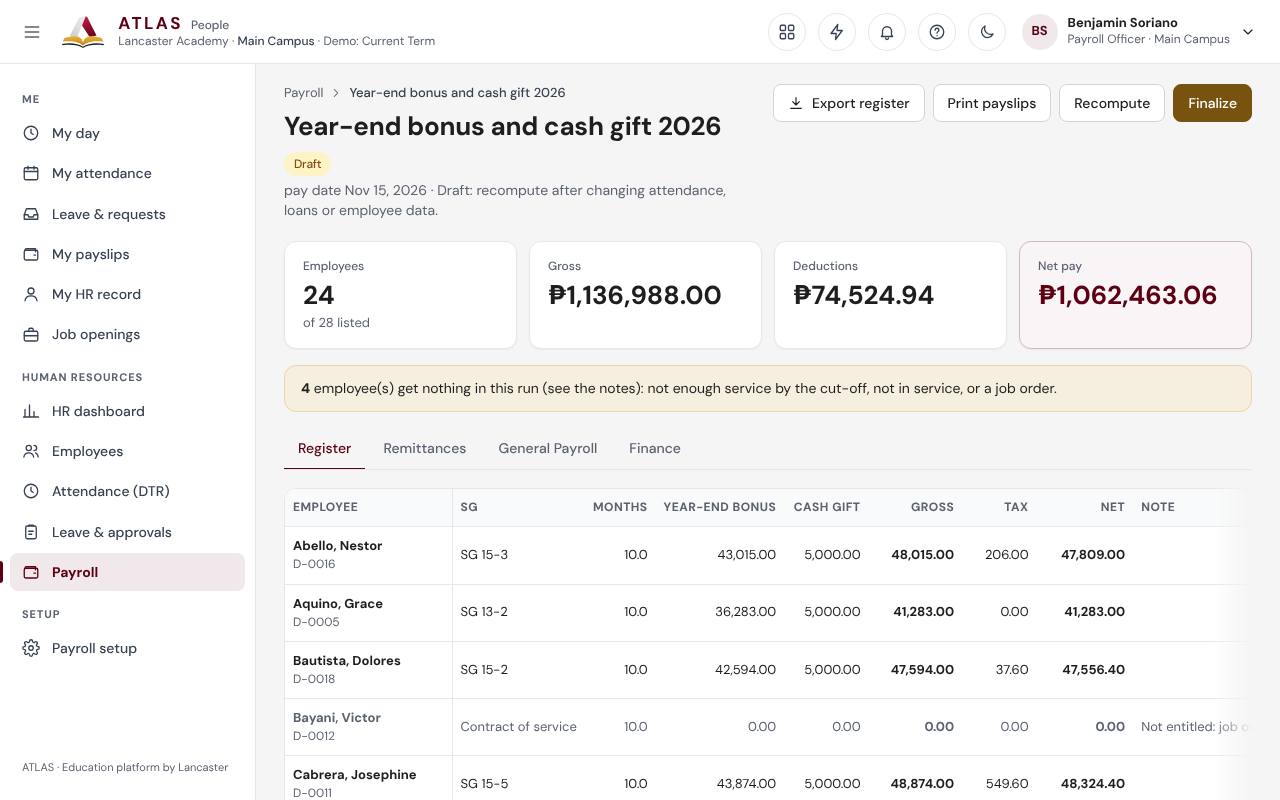 ATLAS People
Lancaster Academy · Main Campus · Demo: Current Term
BS
Benjamin Soriano
Payroll Officer · Main Campus
ME
My day
My attendance
Leave & requests
My payslips
My HR record
Job openings
HUMAN RESOURCES
HR dashboard
Employees
Attendance (DTR)
Leave & approvals
Payroll
SETUP
Payroll setup
ATLAS · Education platform by Lancaster
Payroll > Year-end bonus and cash gift 2026
Export register
Print payslips
Recompute
Finalize
Year-end bonus and cash gift 2026
Draft
pay date Nov 15, 2026 · Draft: recompute after changing attendance,
loans or employee data.
Employees
24
of 28 listed
Gross
₱1,136,988.00
Deductions
₱74,524.94
Net pay
₱1,062,463.06
4 employee(s) get nothing in this run (see the notes): not enough service by the cut-off, not in service, or a job order.
Register Remittances General Payroll Finance
EMPLOYEE SG MONTHS YEAR-END BONUS CASH GIFT GROSS TAX NET NOTE
Abello, Nestor
D-0016
SG 15-3 10.0 43,015.00 5,000.00 48,015.00 206.00 47,809.00
Aquino, Grace
D-0005
SG 13-2 10.0 36,283.00 5,000.00 41,283.00 0.00 41,283.00
Bautista, Dolores
D-0018
SG 15-2 10.0 42,594.00 5,000.00 47,594.00 37.60 47,556.40
Bayani, Victor
D-0012
Contract of service 10.0 0.00 0.00 0.00 0.00 0.00 Not entitled: job
Cabrera, Josephine
D-0011
SG 15-5 10.0 43,874.00 5,000.00 48,874.00 549.60 48,324.40